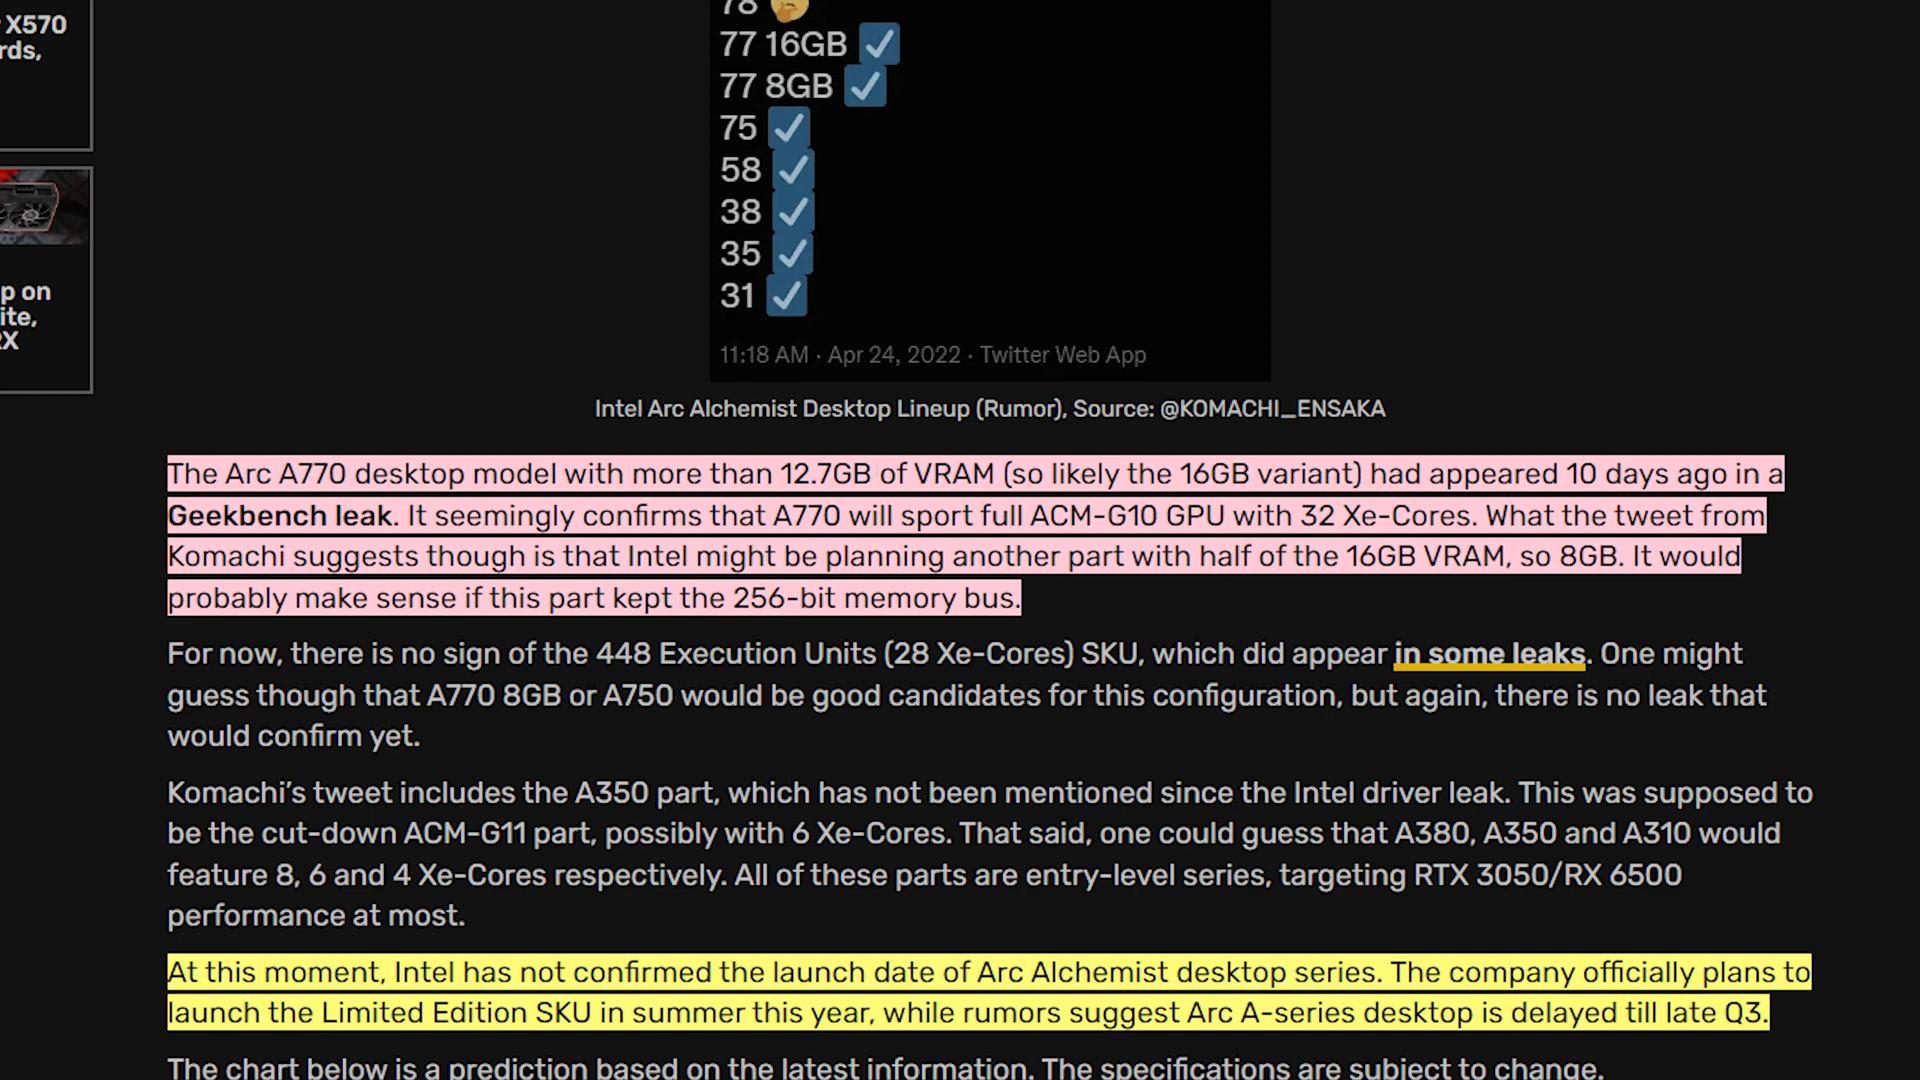 X570
rds,
p on
ite,
RX
78 🤔
77 16GB ✔
77 8GB ✔
75 ✔
58 ✔
38 ✔
35 ✔
31 ✔
11:18 AM · Apr 24, 2022 · Twitter Web App
Intel Arc Alchemist Desktop Lineup (Rumor), Source: @KOMACHI_ENSAKA
The Arc A770 desktop model with more than 12.7GB of VRAM (so likely the 16GB variant) had appeared 10 days ago in a
Geekbench leak. It seemingly confirms that A770 will sport full ACM-G10 GPU with 32 Xe-Cores. What the tweet from
Komachi suggests though is that Intel might be planning another part with half of the 16GB VRAM, so 8GB. It would
probably make sense if this part kept the 256-bit memory bus.
For now, there is no sign of the 448 Execution Units (28 Xe-Cores) SKU, which did appear in some leaks. One might
guess though that A770 8GB or A750 would be good candidates for this configuration, but again, there is no leak that
would confirm yet.
Komachi’s tweet includes the A350 part, which has not been mentioned since the Intel driver leak. This was supposed to
be the cut-down ACM-G11 part, possibly with 6 Xe-Cores. That said, one could guess that A380, A350 and A310 would
feature 8, 6 and 4 Xe-Cores respectively. All of these parts are entry-level series, targeting RTX 3050/RX 6500
performance at most.
At this moment, Intel has not confirmed the launch date of Arc Alchemist desktop series. The company officially plans to
launch the Limited Edition SKU in summer this year, while rumors suggest Arc A-series desktop is delayed till late Q3.
The chart below is a prediction based on the latest information. The specifications are subject to change.